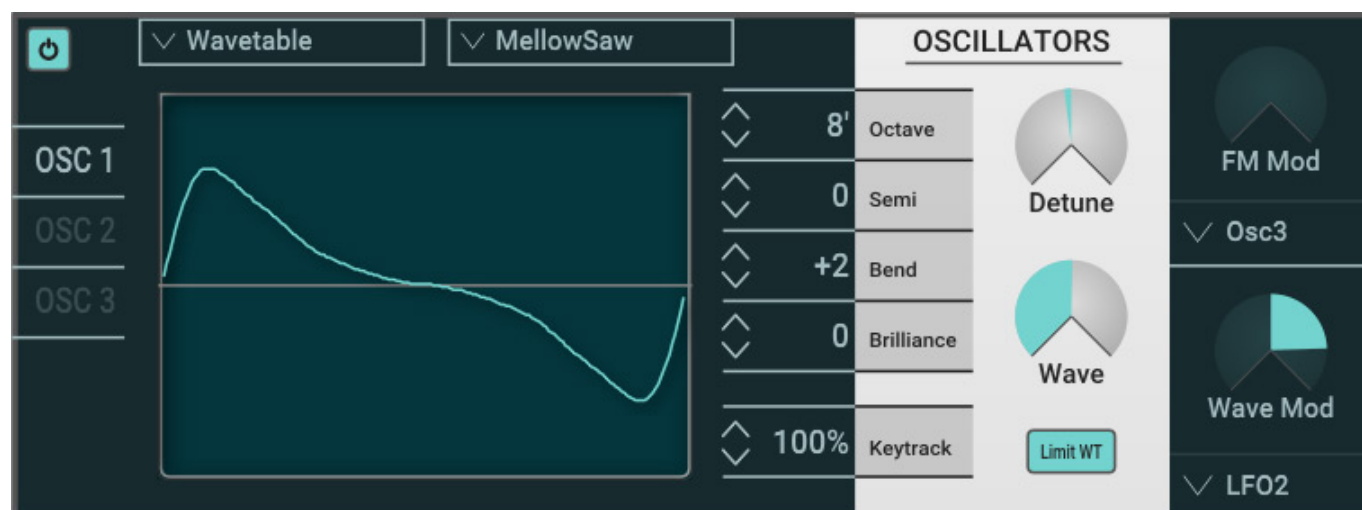 Wavetable
MellowSaw
OSCILLATORS
OSC 1
OSC 2
OSC 3
8' Octave
0 Semi
+2 Bend
0 Brilliance
100% Keytrack
Detune
Wave
Limit WT
FM Mod
Osc3
Wave Mod
LFO2